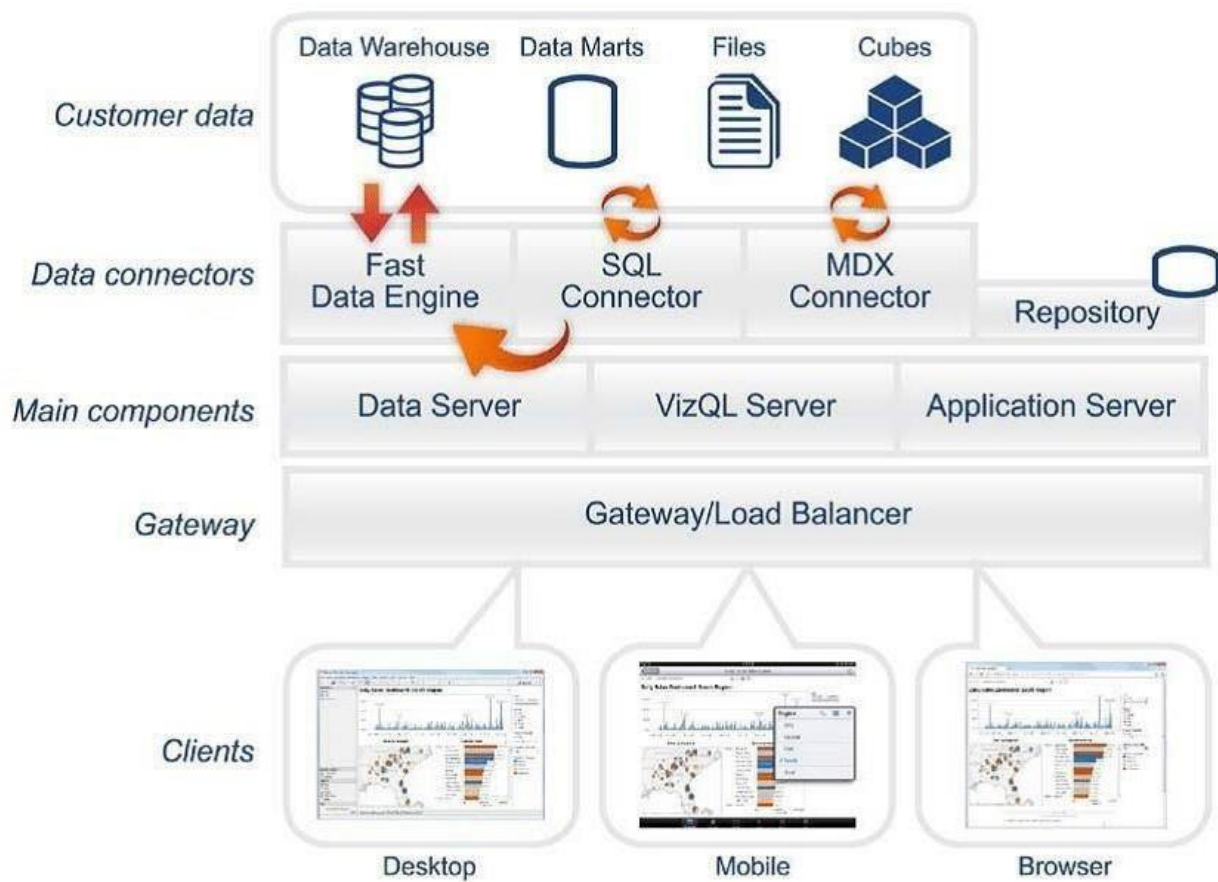 Data Warehouse
Data Marts
Files
Cubes
Customer data
Data connectors
Fast
Data Engine
SQL
Connector
MDX
Connector
Repository
Main components
Data Server
VizQL Server
Application Server
Gateway
Gateway/Load Balancer
Clients
Desktop
Mobile
Browser